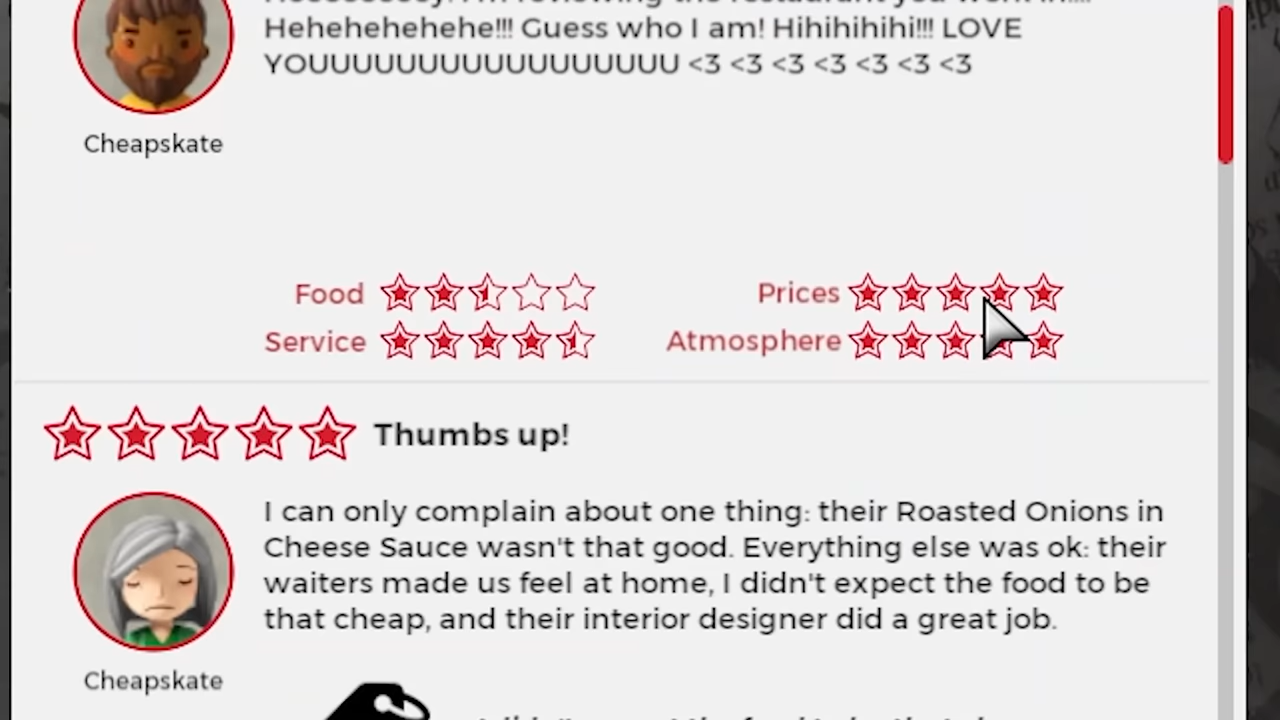 Hehehehehehe!!! Guess who I am! Hihihihihi!!! LOVE
YOUUUUUUUUUUUUUUUUU <3 <3 <3 <3 <3 <3 <3
Cheapskate
Food
Prices
Service
Atmosphere
Thumbs up!
I can only complain about one thing: their Roasted Onions in
Cheese Sauce wasn't that good. Everything else was ok: their
waiters made us feel at home, I didn't expect the food to be
that cheap, and their interior designer did a great job.
Cheapskate